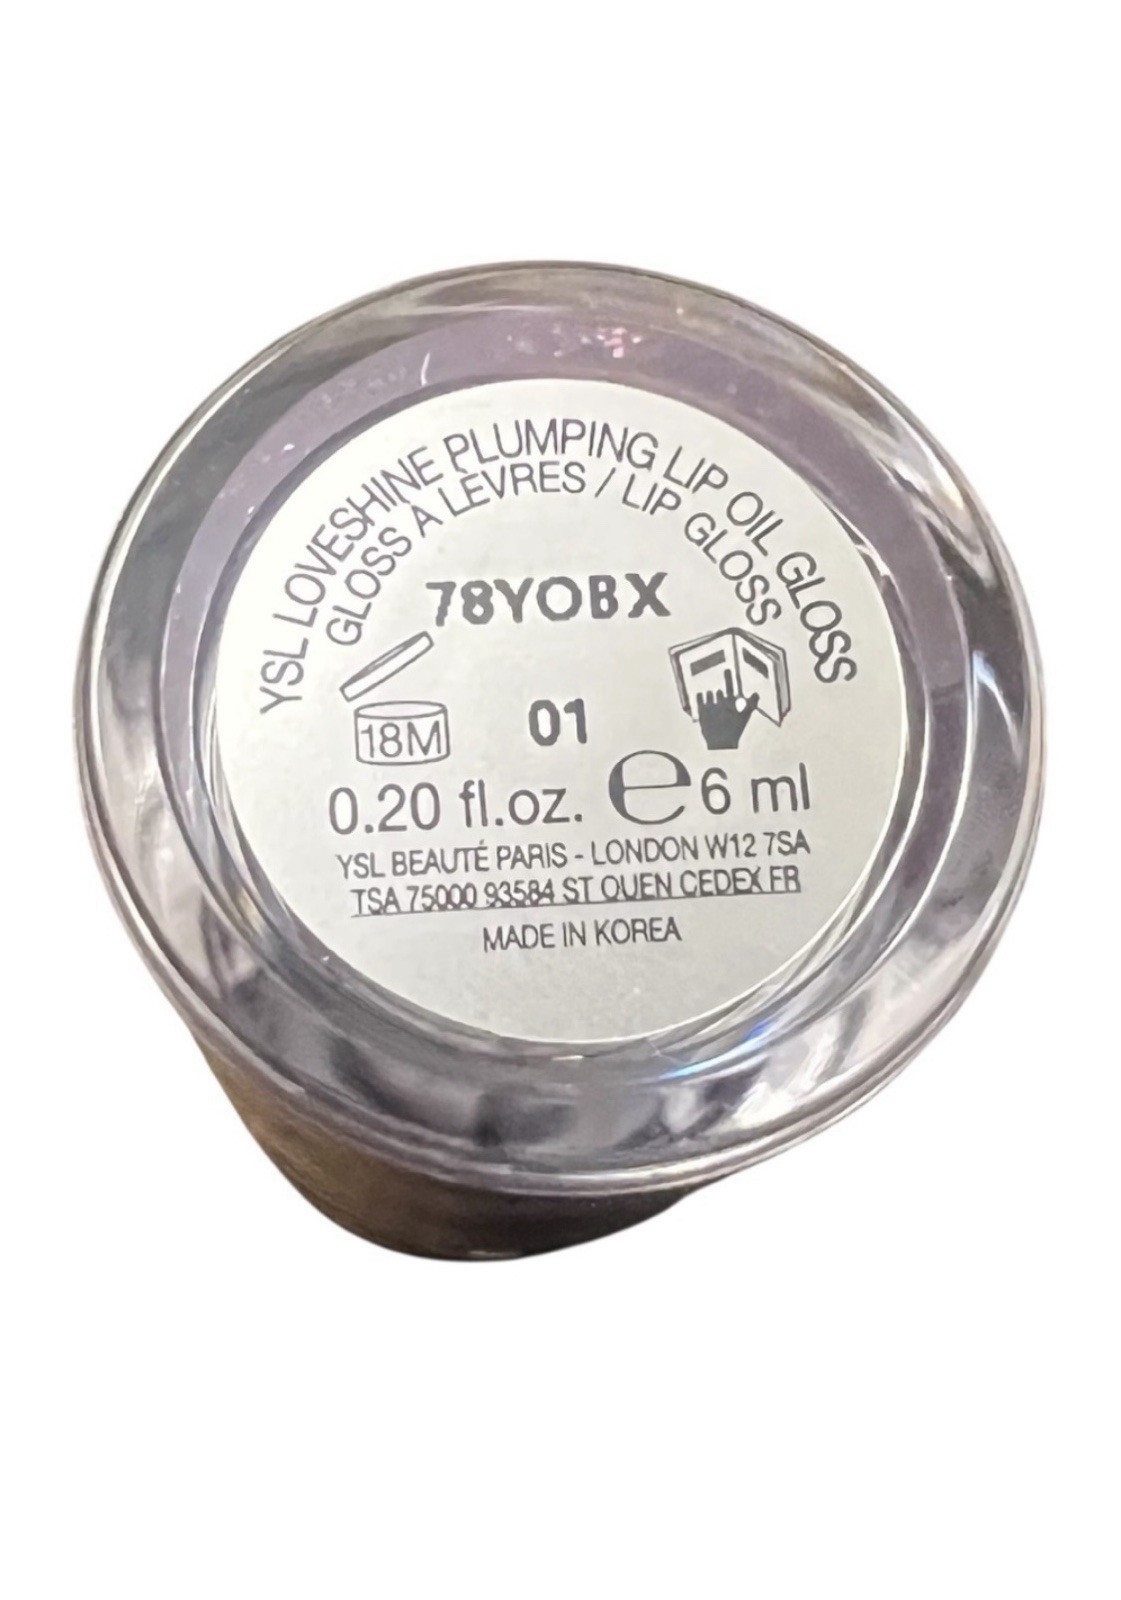 YSL LOVESHINE PLUMPING LIP OIL GLOSS
GLOSS À LÈVRES / LIP GLOSS
78YOBX
18M
01
0.20 fl.oz. e 6 ml
YSL BEAUTÉ PARIS - LONDON W12 7SA
TSA 75000 93584 ST OUEN CEDEX FR
MADE IN KOREA